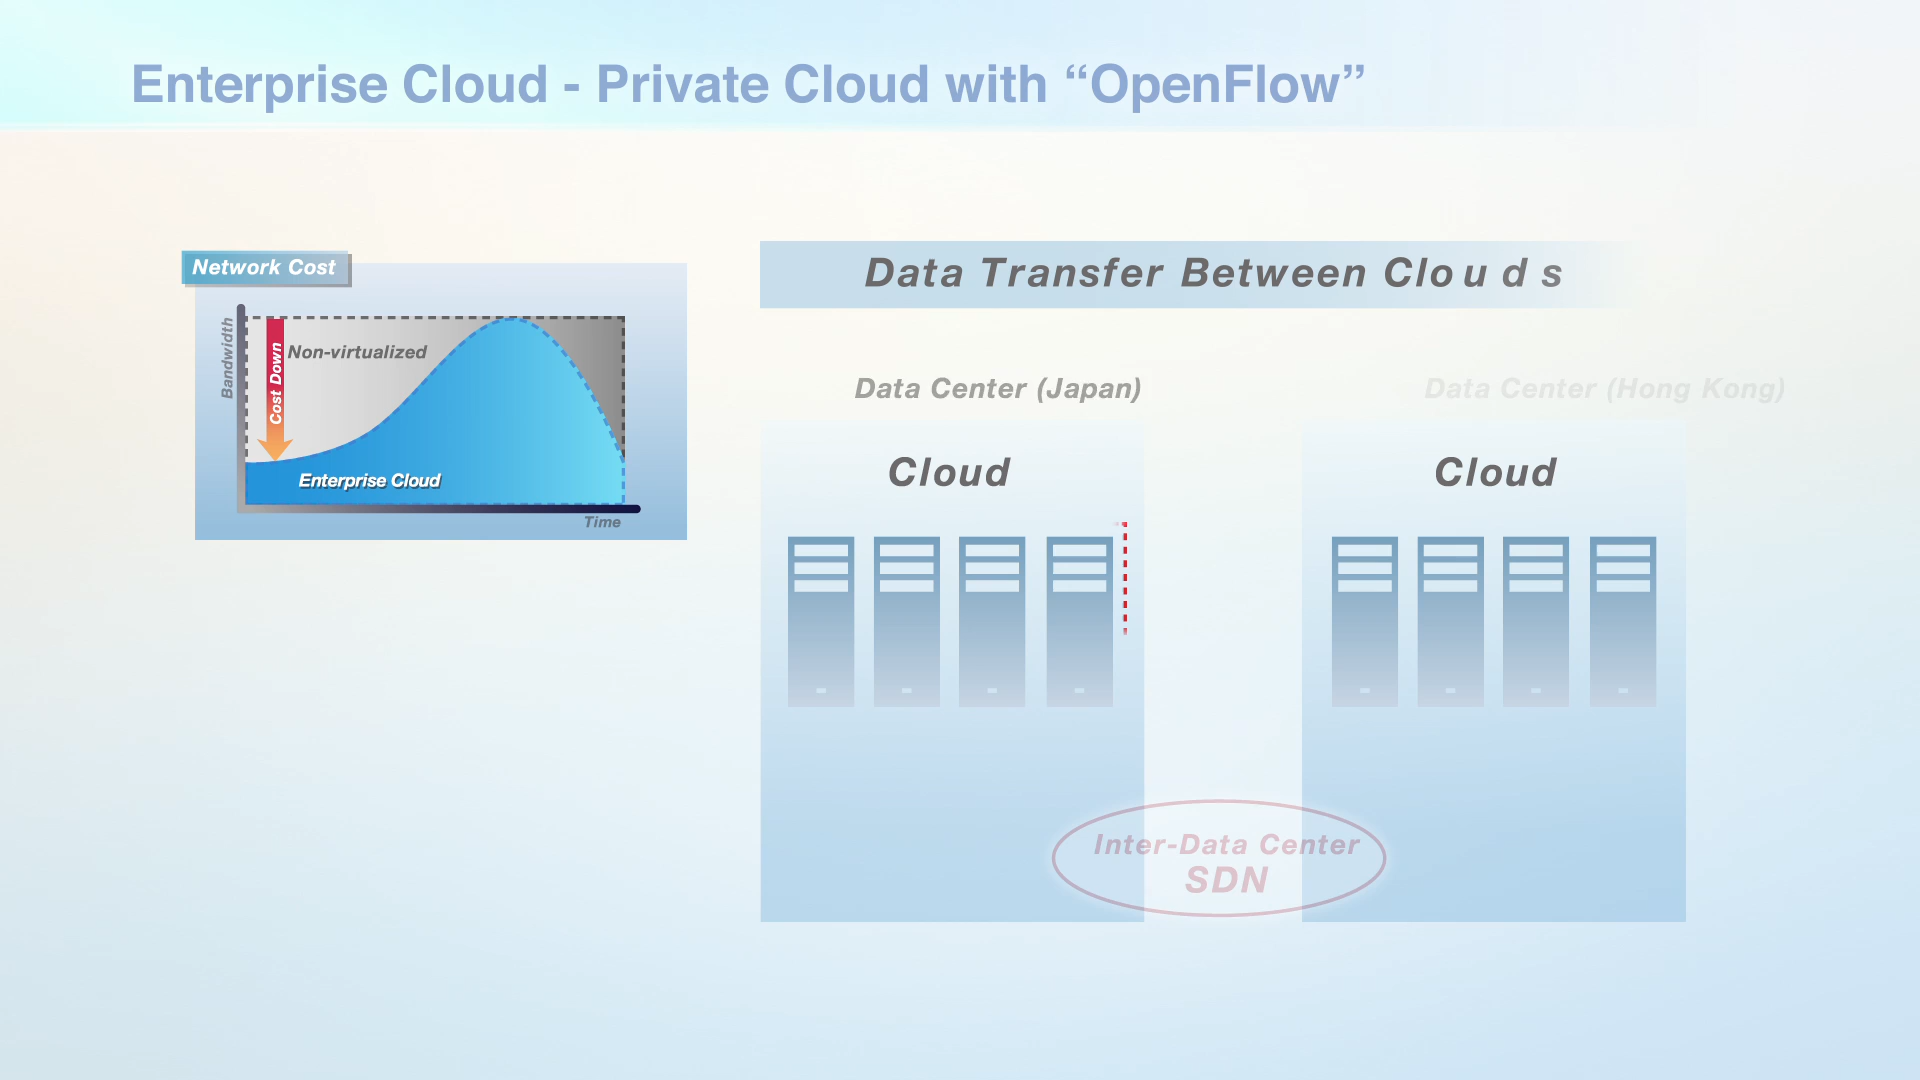 Enterprise Cloud - Private Cloud with “OpenFlow”
Network Cost
Bandwidth
Cost Down
Non-virtualized
Enterprise Cloud
Time
Data Transfer Between Clouds
Data Center (Japan)
Data Center (Hong Kong)
Cloud
Cloud
Inter-Data Center
SDN